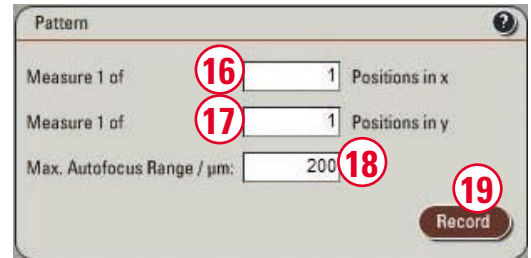 Pattern ?
Measure 1 of 16 1 Positions in x
Measure 1 of 17 1 Positions in y
Max. Autofocus Range / µm: 200 18
19
Record